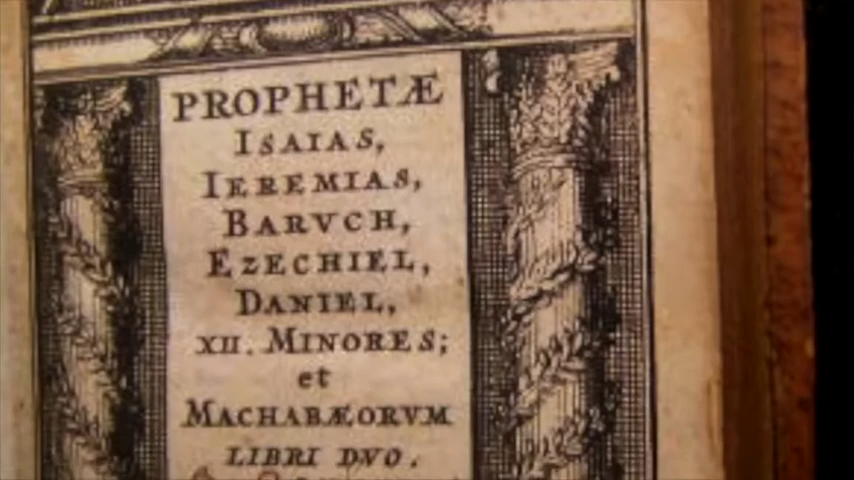 PROPHETÆ
ISAIAS,
IEREMIAS,
BARVCH,
EZECHIEL,
DANIEL,
XII. MINORES;
et
MACHABÆORVM
LIBRI DVO.